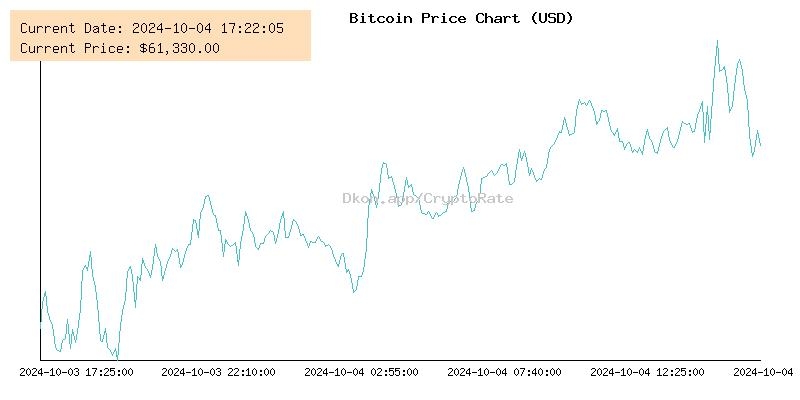 Bitcoin Price Chart (USD)
Current Date: 2024-10-04 17:22:05
Current Price: $61,330.00
Dkon.app/CryptoRate
2024-10-03 17:25:00 2024-10-03 22:10:00 2024-10-04 02:55:00 2024-10-04 07:40:00 2024-10-04 12:25:00 2024-10-04